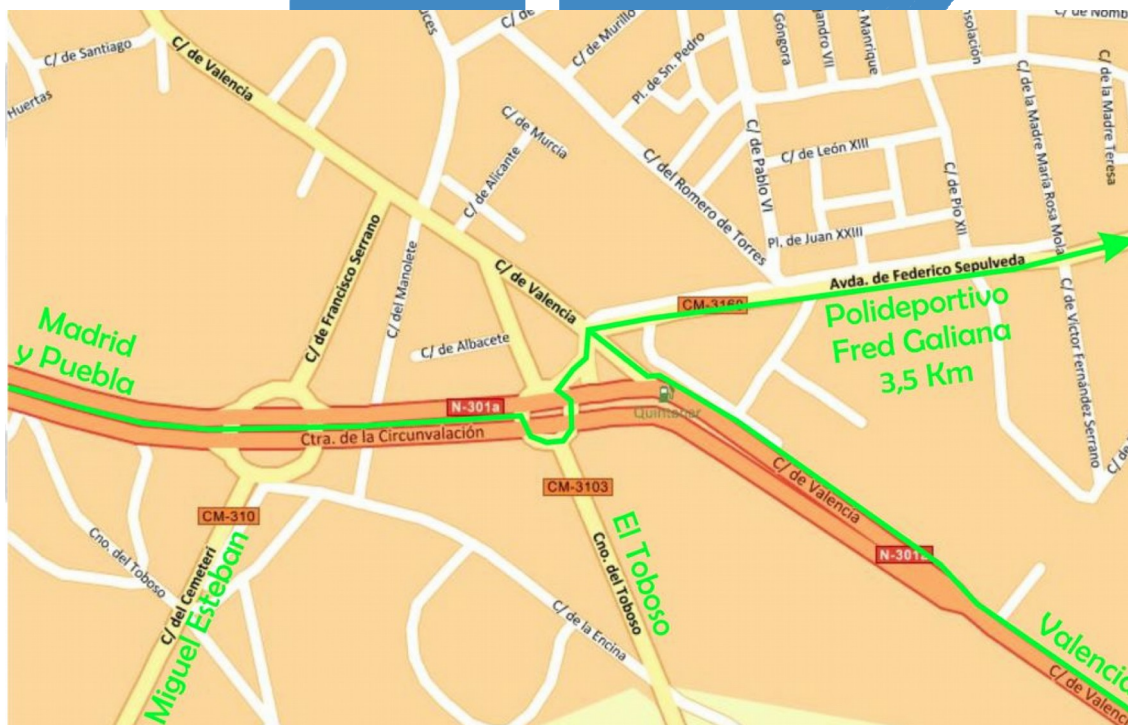 C/ de Santiago
Huertas
C/ de Valencia
C/ de Murillo
Pl. de Sn. Pedro
Góngora
Manrique
C/ de la Madre Teresa
C/ de Murcia
C/ de Alicante
C/ del Romero de Torres
C/ de Pablo VI
C/ de León XIII
C/ de Pío XII
C/ de la Madre María Rosa Mola
Pl. de Juan XXIII
C/ de Francisco Serrano
C/ del Manolete
C/ de Valencia
Avda. de Federico Sepulveda
CM-3160
Polideportivo
Fred Galiana
3,5 Km
Madrid
y Puebla
C/ de Albacete
C/ de Víctor Fernández Serrano
N-301a
Ctra. de la Circunvalación
Quintanar
CM-310
CM-3103
C/ de Valencia
N-301a
Cno. del Toboso
C/ del Cementeri
Miguel Esteban
Cno. del Toboso
El Toboso
C/ de la Encina
Valencia
C/ de Valencia